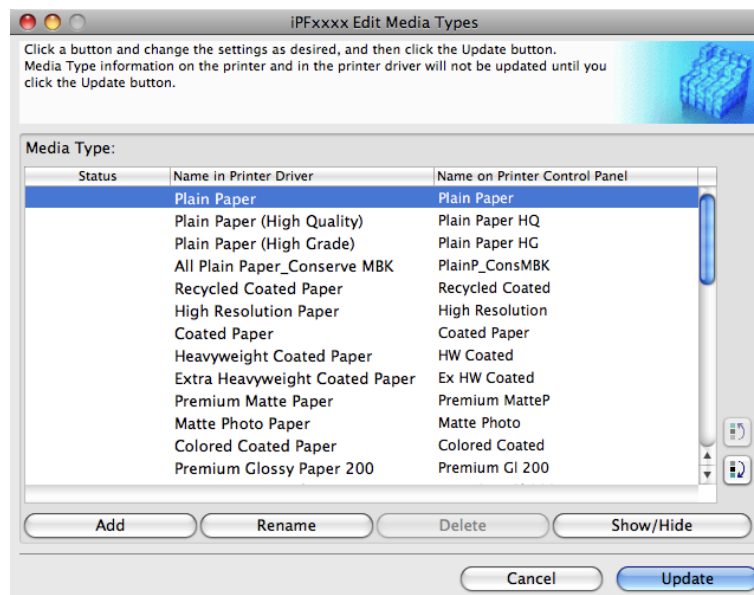 iPFxxxx Edit Media Types
Click a button and change the settings as desired, and then click the Update button.
Media Type information on the printer and in the printer driver will not be updated until you
click the Update button.
Media Type:
Status Name in Printer Driver Name on Printer Control Panel
Plain Paper Plain Paper
Plain Paper (High Quality) Plain Paper HQ
Plain Paper (High Grade) Plain Paper HG
All Plain Paper_Conserve MBK PlainP_ConsMBK
Recycled Coated Paper Recycled Coated
High Resolution Paper High Resolution
Coated Paper Coated Paper
Heavyweight Coated Paper HW Coated
Extra Heavyweight Coated Paper Ex HW Coated
Premium Matte Paper Premium MatteP
Matte Photo Paper Matte Photo
Colored Coated Paper Colored Coated
Premium Glossy Paper 200 Premium Gl 200
Add Rename Delete Show/Hide
Cancel Update